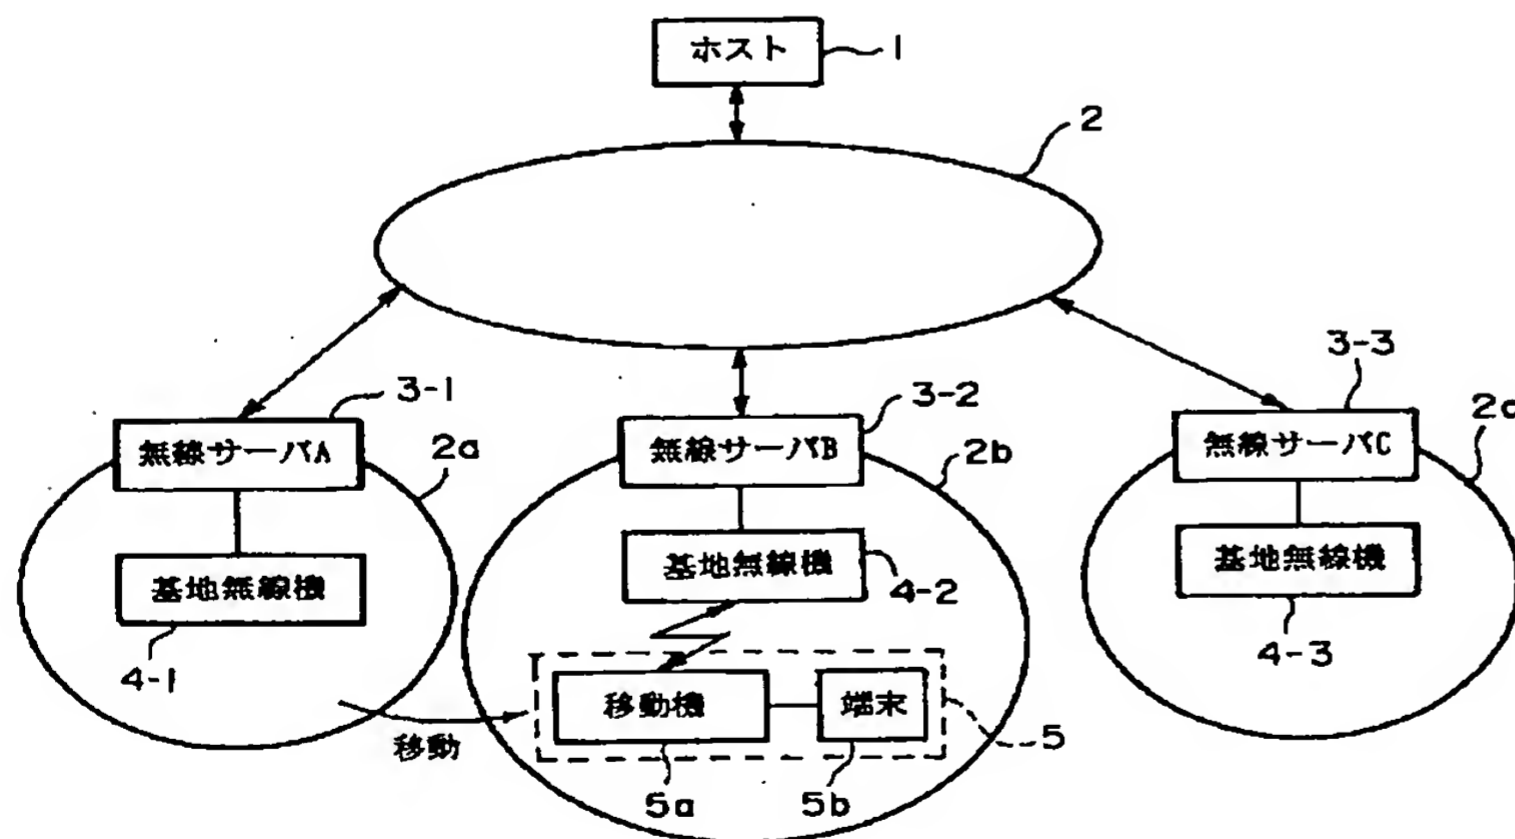 ホスト
1
2
3-1
3-2
3-3
無線サーバA
2a
無線サーバB
2b
無線サーバC
2c
基地無線機
4-1
基地無線機
4-2
基地無線機
4-3
移動
移動機
端末
5
5a
5b